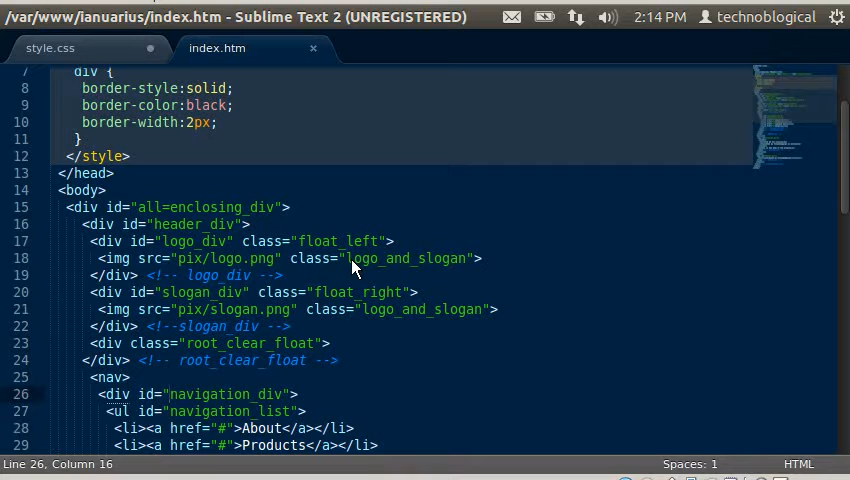 /var/www/ianuarius/index.htm - Sublime Text 2 (UNREGISTERED) 2:14 PM technoblogical
style.css index.htm ×
7 div {
8 border-style:solid;
9 border-color:black;
10 border-width:2px;
11 }
12 </style>
13 </head>
14 <body>
15 <div id="all=enclosing_div">
16 <div id="header_div">
17 <div id="logo_div" class="float_left">
18 <img src="pix/logo.png" class="logo_and_slogan">
19 </div> <!-- logo_div -->
20 <div id="slogan_div" class="float_right">
21 <img src="pix/slogan.png" class="logo_and_slogan">
22 </div> <!--slogan_div -->
23 <div class="root_clear_float">
24 </div> <!-- root_clear_float -->
25 <nav>
26 <div id="navigation_div">
27 <ul id="navigation_list">
28 <li><a href="#">About</a></li>
29 <li><a href="#">Products</a></li>
Line 26, Column 16 Spaces: 1 HTML